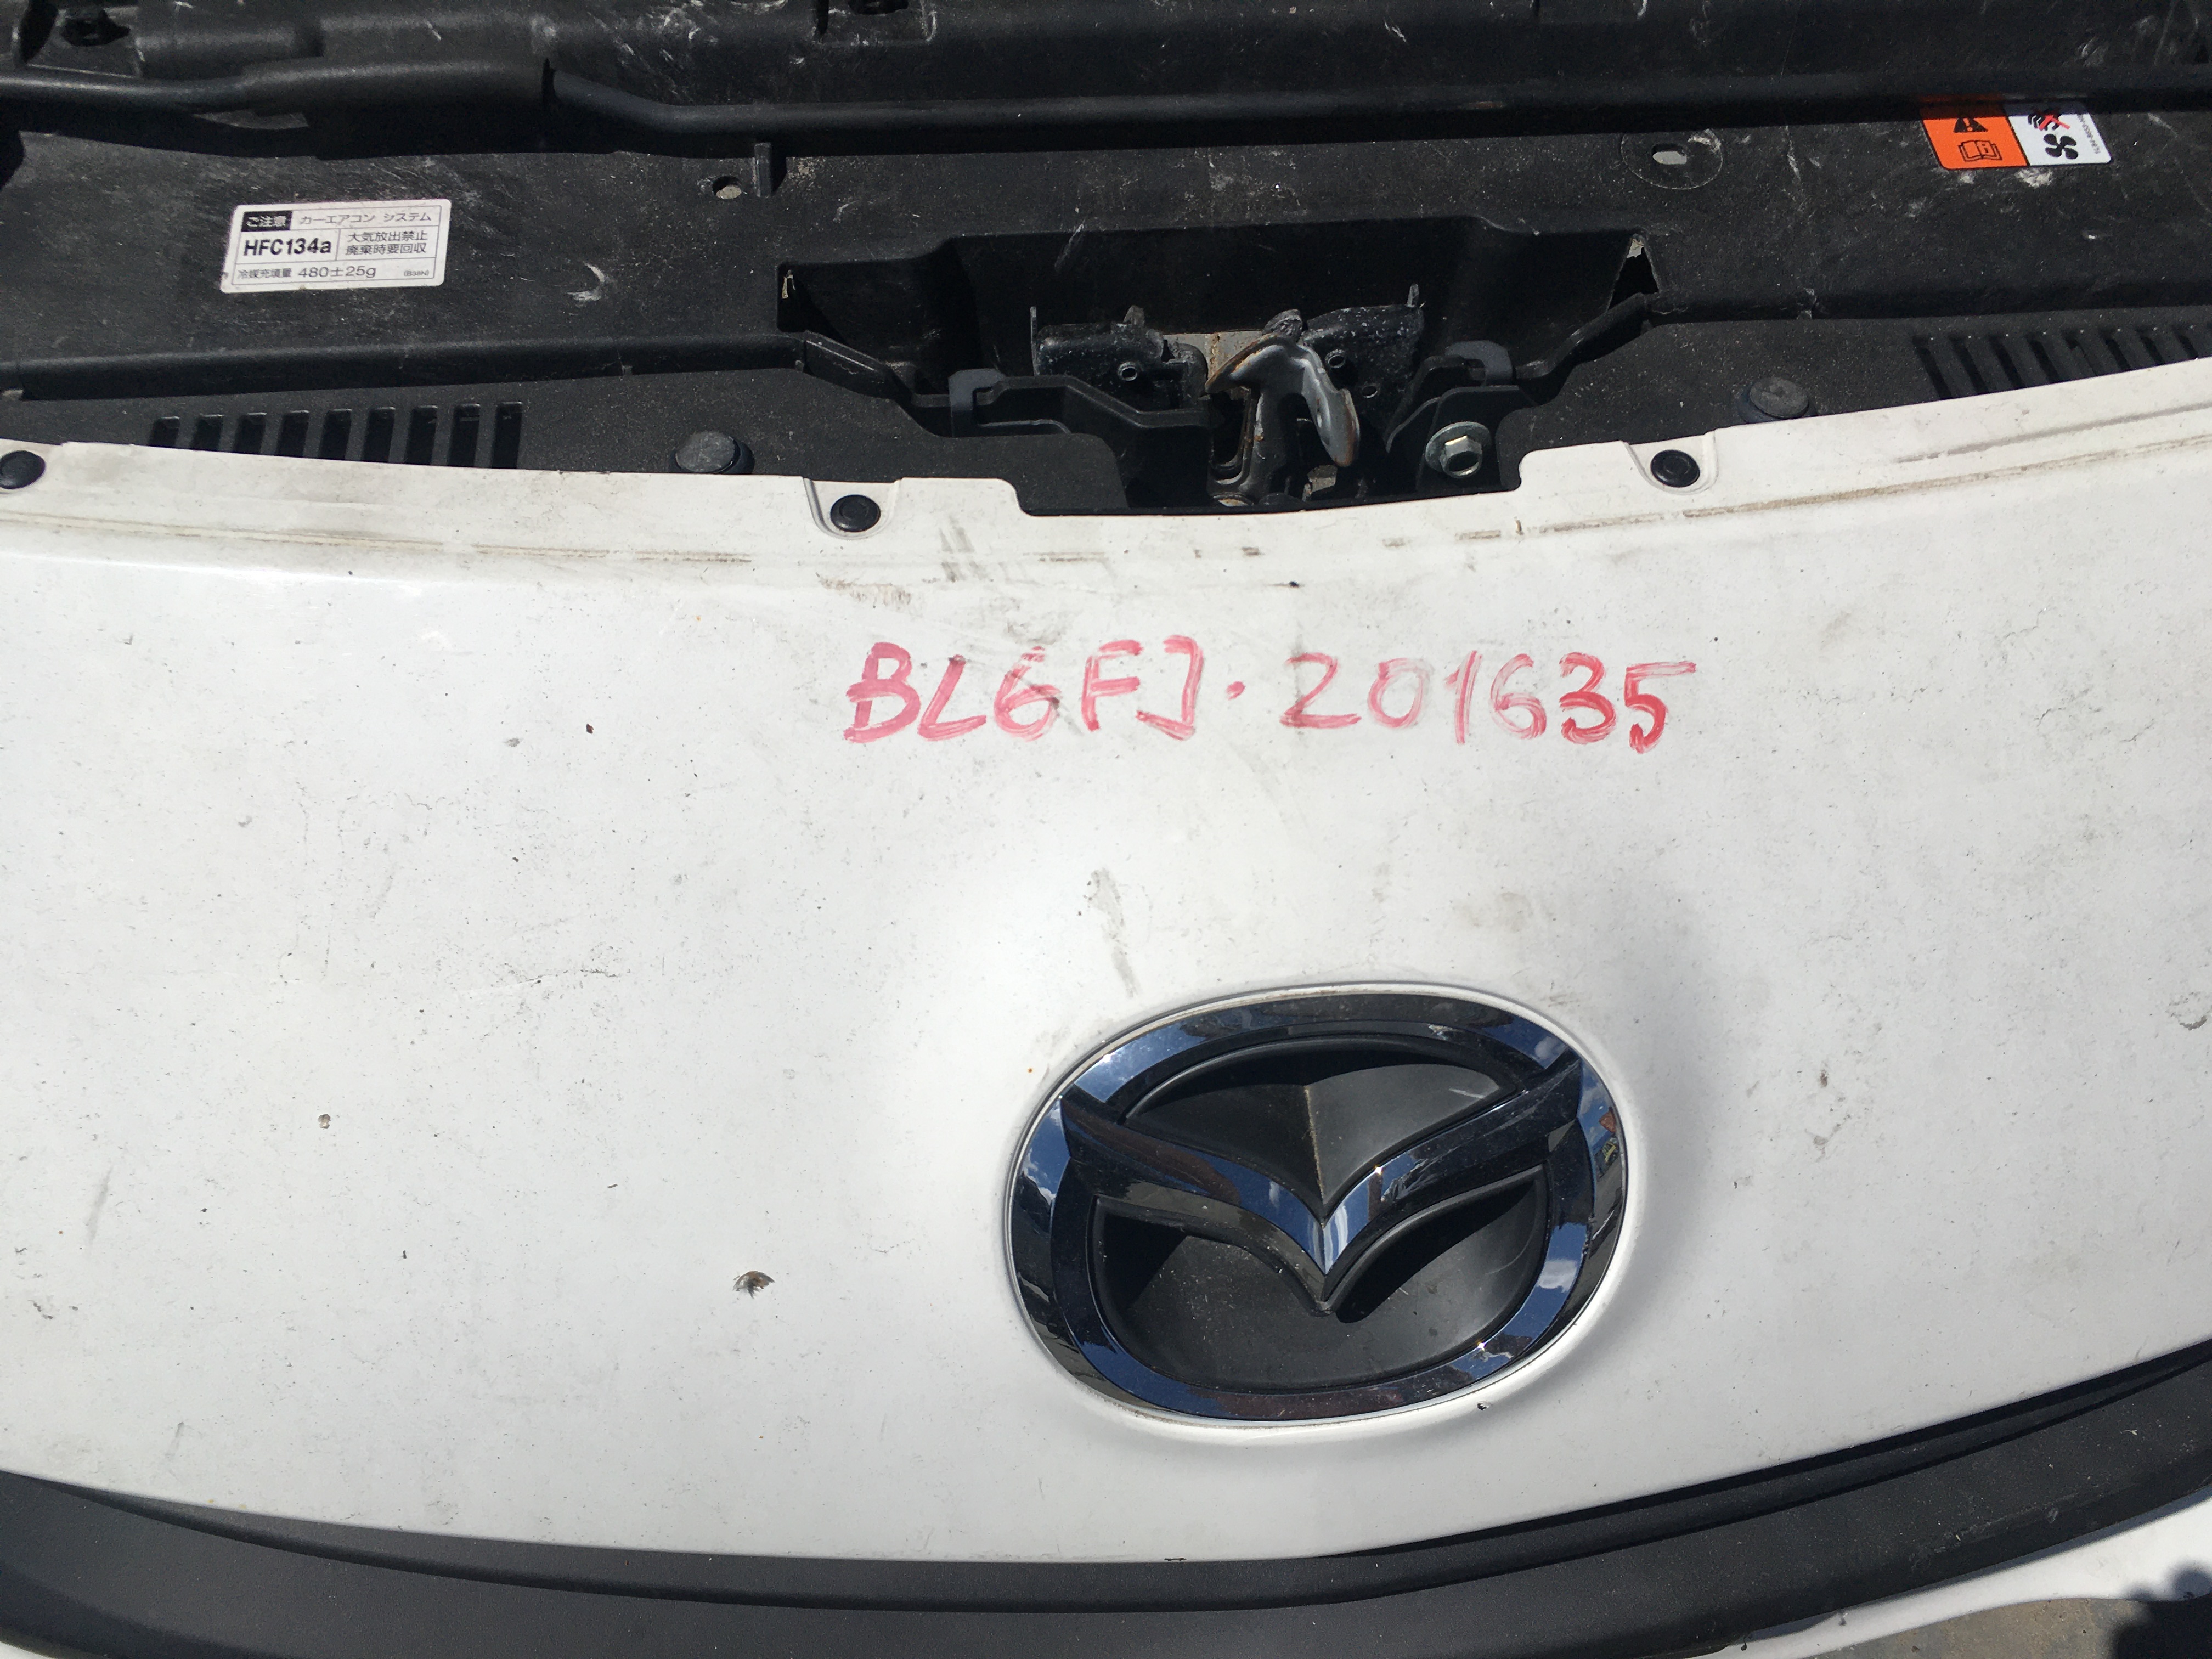 ご注意 カーエアコン システム
HFC134a 大気放出禁止
廃棄時要回収
冷媒充填量 480±25g
BL6FJ·201635